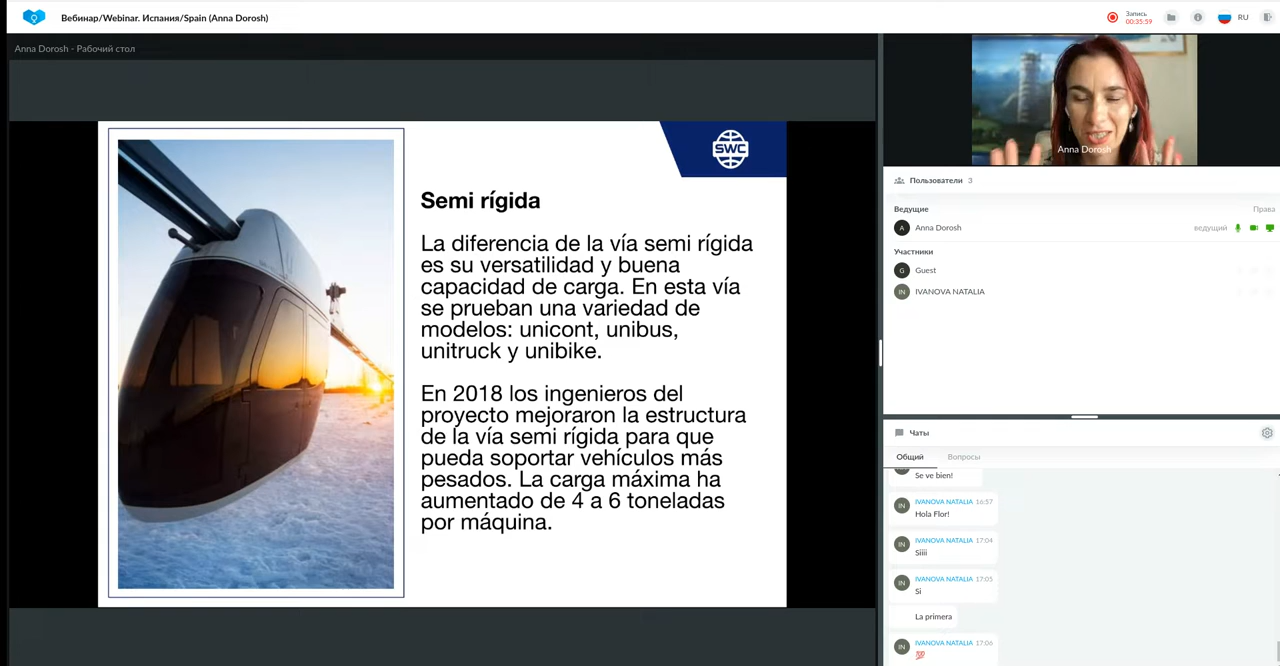 Вебинар/Webinar. Испания/Spain (Anna Dorosh)
Запись
00:35:59
RU
Anna Dorosh - Рабочий стол
SWC
Semi rígida
La diferencia de la vía semi rígida
es su versatilidad y buena
capacidad de carga. En esta vía
se prueban una variedad de
modelos: unicont, unibus,
unitruck y unibike.
En 2018 los ingenieros del
proyecto mejoraron la estructura
de la vía semi rígida para que
pueda soportar vehículos más
pesados. La carga máxima ha
aumentado de 4 a 6 toneladas
por máquina.
Anna Dorosh
Пользователи 3
Ведущие Права
A Anna Dorosh ведущий
Участники
G Guest
IN IVANOVA NATALIA
Чаты
Общий Вопросы
Se ve bien!
IN IVANOVA NATALIA 16:57
Hola Flor!
IN IVANOVA NATALIA 17:04
Siiii
IN IVANOVA NATALIA 17:05
Si
La primera
IN IVANOVA NATALIA 17:06
💯